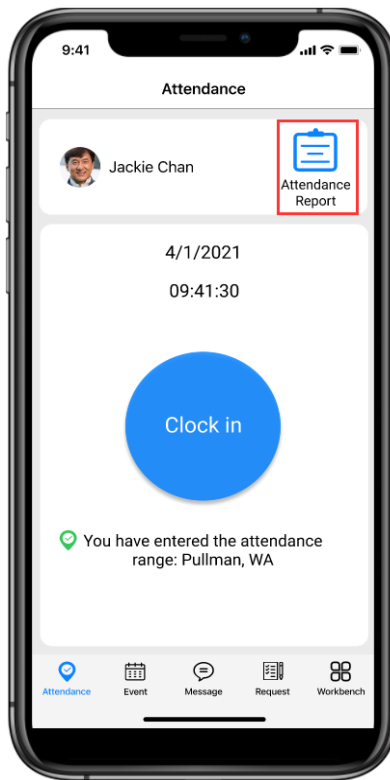 9:41
Attendance
Jackie Chan
Attendance
Report
4/1/2021
09:41:30
Clock in
You have entered the attendance
range: Pullman, WA
Attendance
Event
Message
Request
Workbench